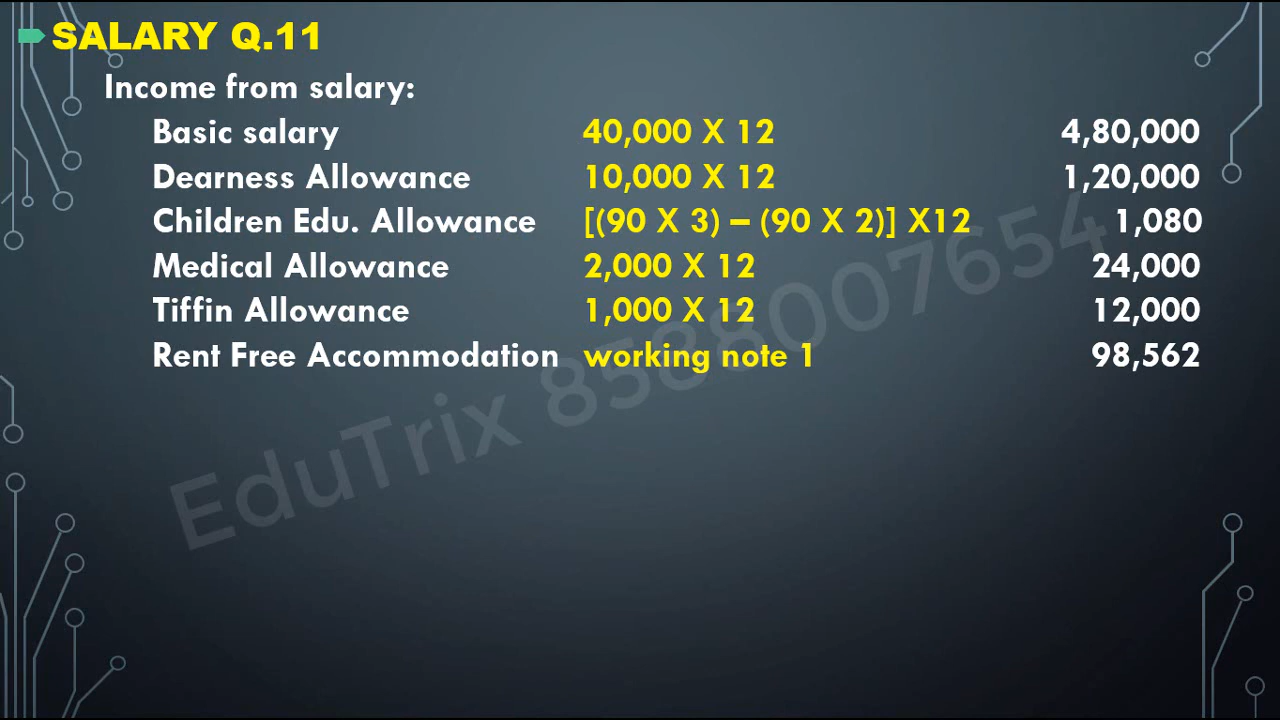 SALARY Q.11
Income from salary:
Basic salary 40,000 X 12 4,80,000
Dearness Allowance 10,000 X 12 1,20,000
Children Edu. Allowance [(90 X 3) – (90 X 2)] X12 1,080
Medical Allowance 2,000 X 12 24,000
Tiffin Allowance 1,000 X 12 12,000
Rent Free Accommodation working note 1 98,562
EduTrix 8588007654